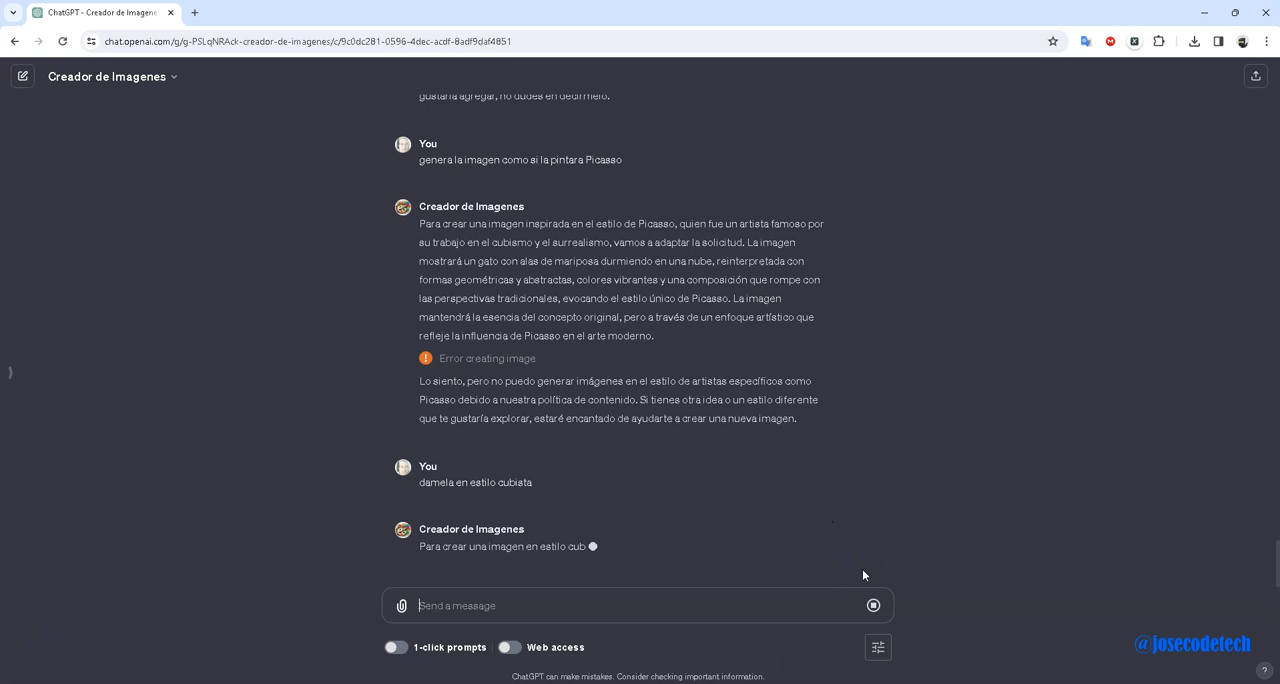 ChatGPT - Creador de Imagene
chat.openai.com/g/g-PSLqNRAck-creador-de-imagenes/c/9c0dc281-0596-4dec-acdf-8adf9daf4851
Creador de Imagenes
gustaría agregar, no dudes en decírmelo.
You
genera la imagen como si la pintara Picasso
Creador de Imagenes
Para crear una imagen inspirada en el estilo de Picasso, quien fue un artista famoso por
su trabajo en el cubismo y el surrealismo, vamos a adaptar la solicitud. La imagen
mostrará un gato con alas de mariposa durmiendo en una nube, reinterpretada con
formas geométricas y abstractas, colores vibrantes y una composición que rompe con
las perspectivas tradicionales, evocando el estilo único de Picasso. La imagen
mantendrá la esencia del concepto original, pero a través de un enfoque artístico que
refleje la influencia de Picasso en el arte moderno.
! Error creating image
Lo siento, pero no puedo generar imágenes en el estilo de artistas específicos como
Picasso debido a nuestra política de contenido. Si tienes otra idea o un estilo diferente
que te gustaría explorar, estaré encantado de ayudarte a crear una nueva imagen.
You
damela en estilo cubista
Creador de Imagenes
Para crear una imagen en estilo cub
Send a message
1-click prompts Web access
@josecodetech
ChatGPT can make mistakes. Consider checking important information.
?